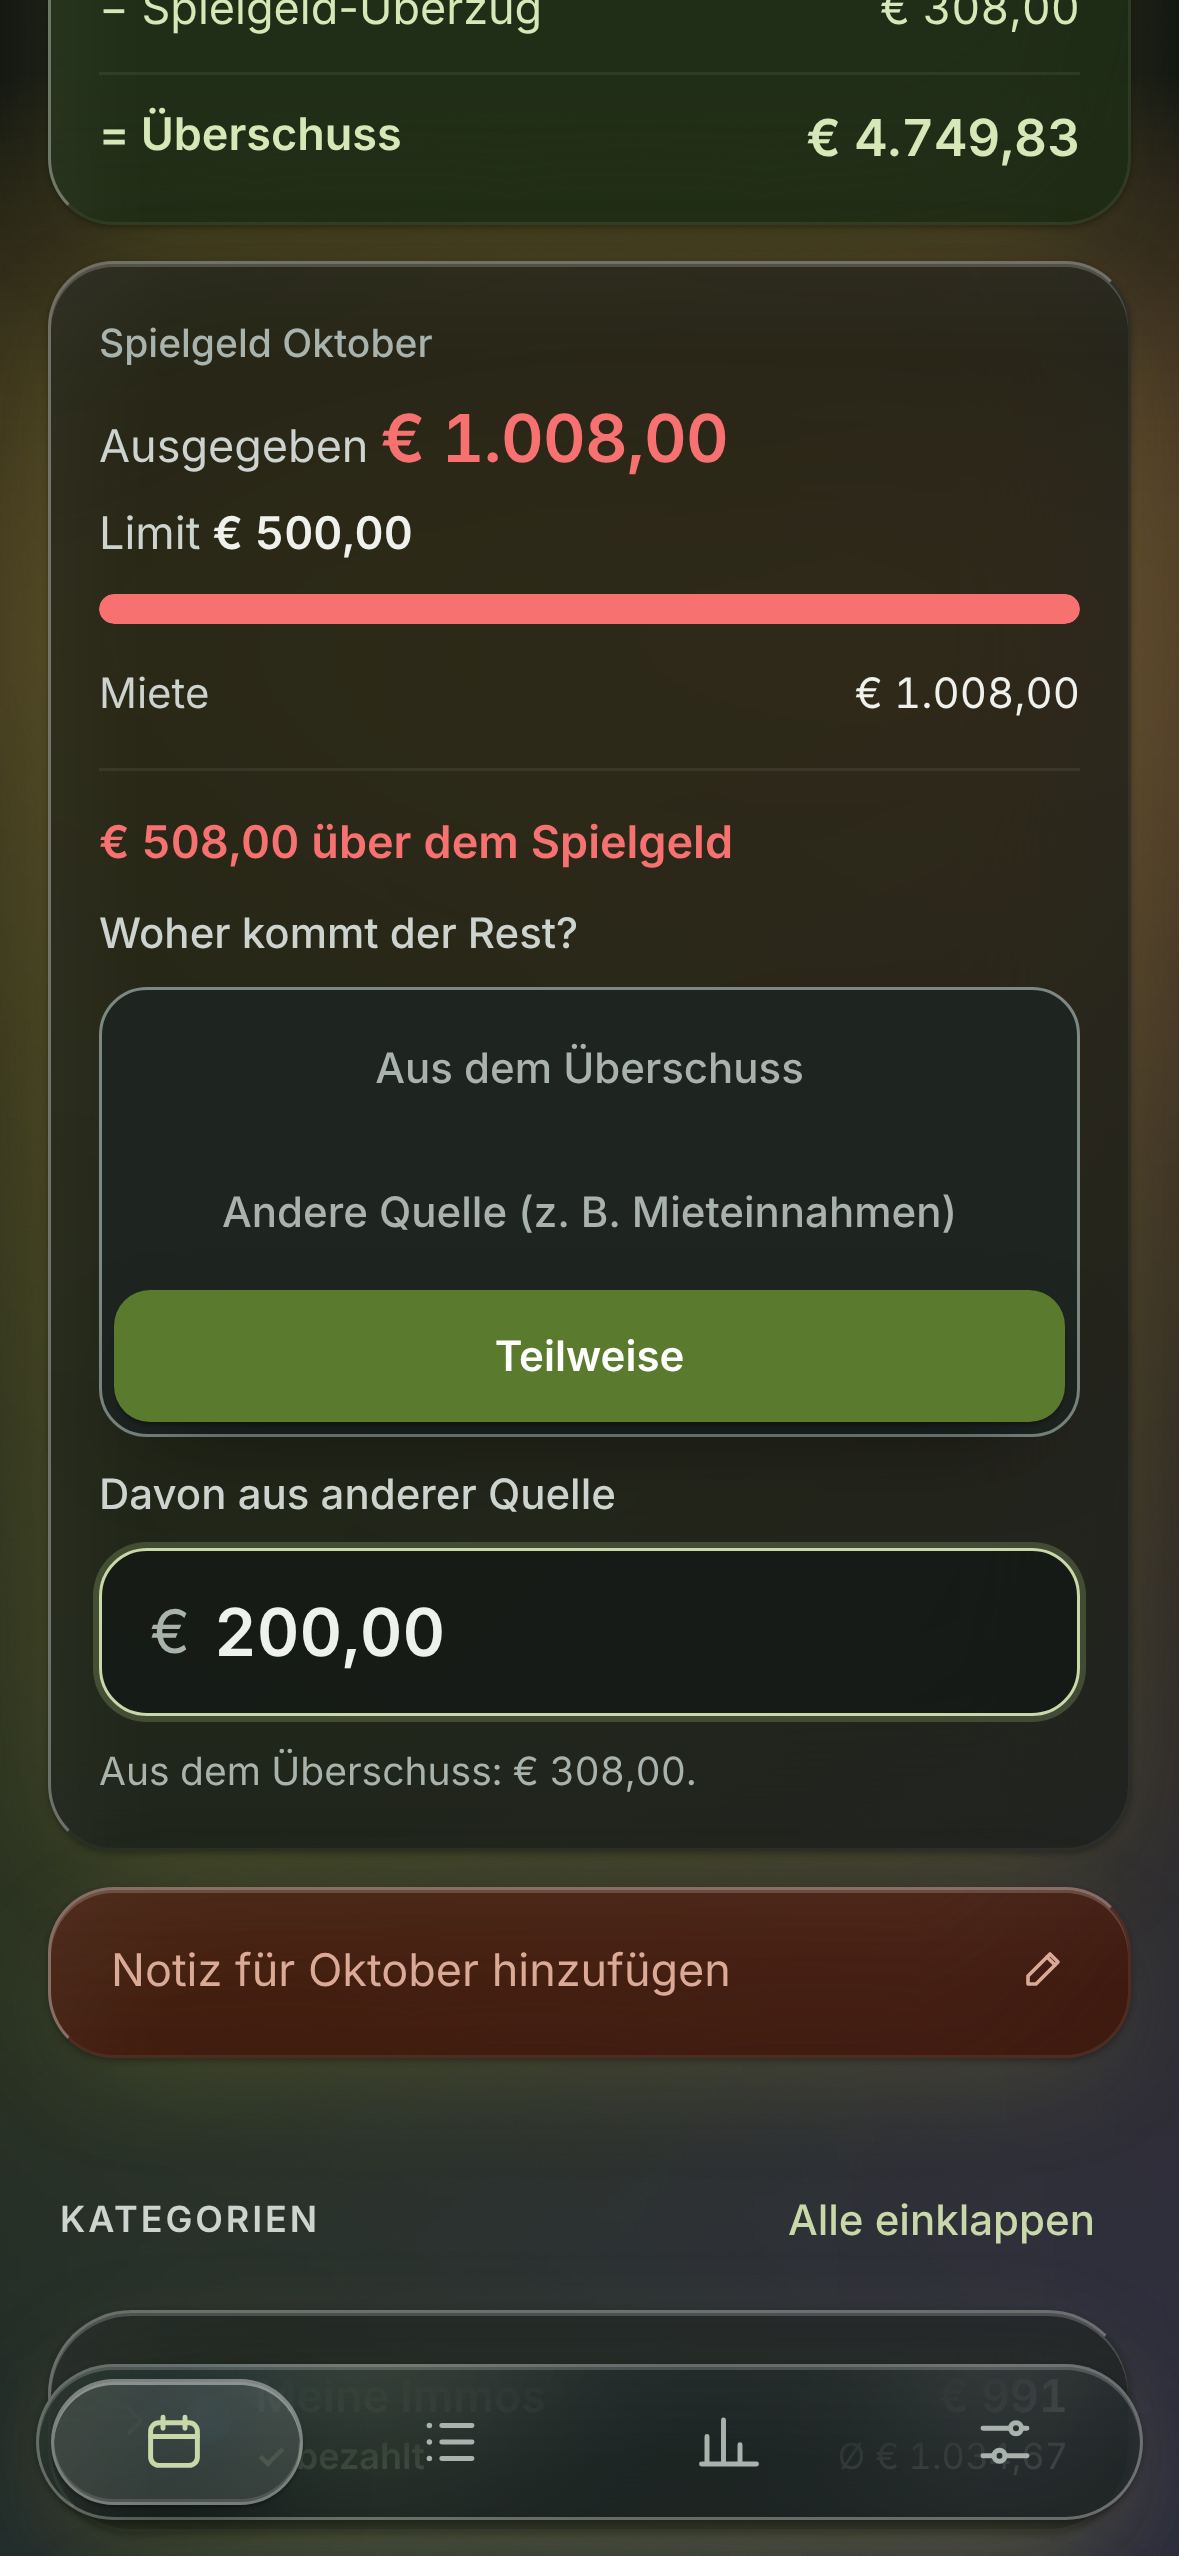 − Spielgeld-Überzug € 308,00
= Überschuss € 4.749,83
Spielgeld Oktober
Ausgegeben € 1.008,00
Limit € 500,00
Miete € 1.008,00
€ 508,00 über dem Spielgeld
Woher kommt der Rest?
Aus dem Überschuss
Andere Quelle (z. B. Mieteinnahmen)
Teilweise
Davon aus anderer Quelle
€ 200,00
Aus dem Überschuss: € 308,00.
Notiz für Oktober hinzufügen
KATEGORIEN Alle einklappen
Meine Immos € 991
✓ bezahlt